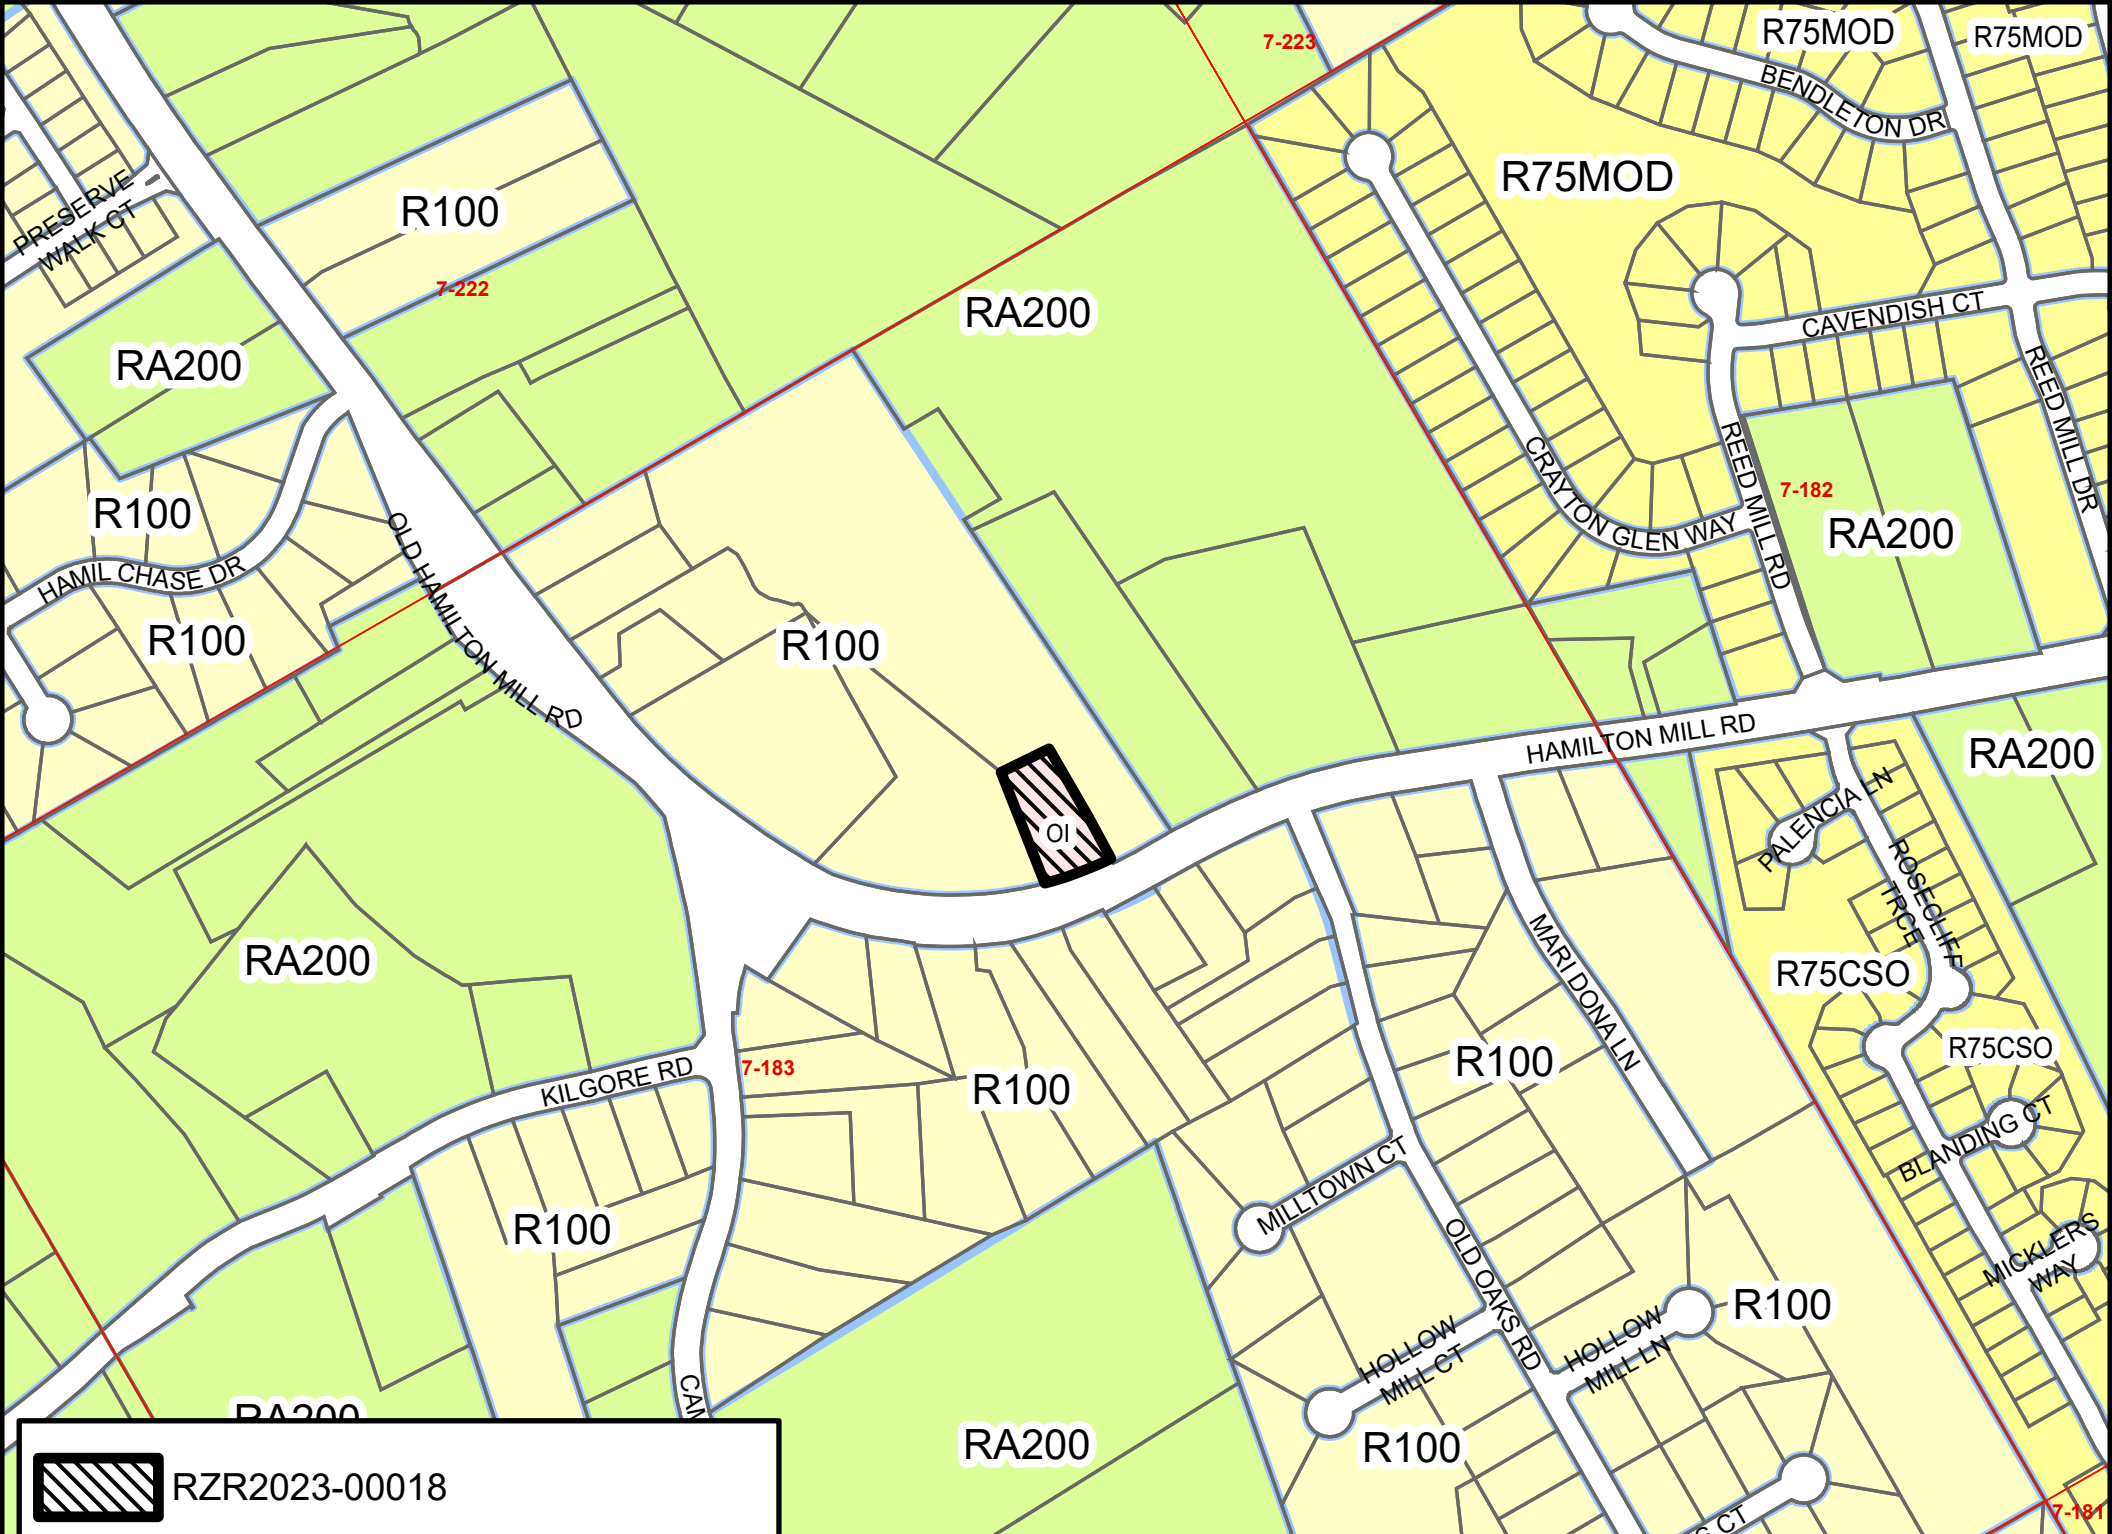 7-223
R75MOD
R75MOD
BENDLETON DR
R75MOD
PRESERVE
WALK CT
R100
7-222
RA200
CAVENDISH CT
RA200
REED MILL DR
REED MILL RD
CRAYTON GLEN WAY
7-182
RA200
R100
HAMIL CHASE DR
OLD HAMILTON MILL RD
R100
R100
HAMILTON MILL RD
RA200
PALENCIA LN
OI
ROSECLIFF
TRCE
MARI DONA LN
RA200
R75CSO
R75CSO
7-183
KILGORE RD
R100
R100
BLANDING CT
MILLTOWN CT
R100
OLD OAKS RD
MICKLERS
WAY
HOLLOW
MILL CT
HOLLOW
MILL LN
R100
CAM
RA200
RA200
R100
RZR2023-00018
S CT
7-181